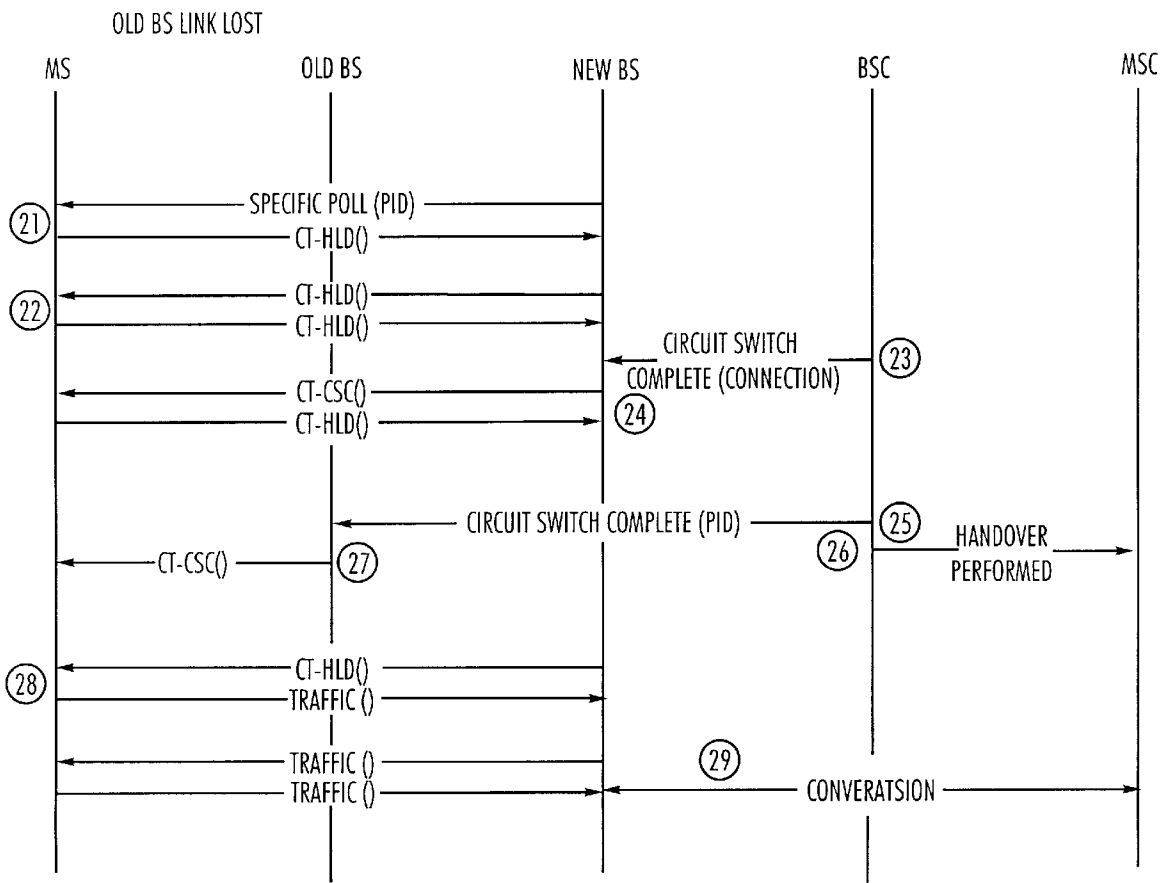 OLD BS LINK LOST
MS
OLD BS
NEW BS
BSC
MSC
SPECIFIC POLL (PID)
21
CT-HLD()
CT-HLD()
22
CT-HLD()
CIRCUIT SWITCH
COMPLETE (CONNECTION)
23
CT-CSC()
24
CT-HLD()
CIRCUIT SWITCH COMPLETE (PID)
25
26
HANDOVER
PERFORMED
CT-CSC()
27
CT-HLD()
28
TRAFFIC ()
TRAFFIC ()
29
TRAFFIC ()
CONVERATSION